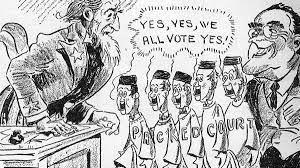 YES, YES, WE
ALL VOTE YES!
PACKED COURT